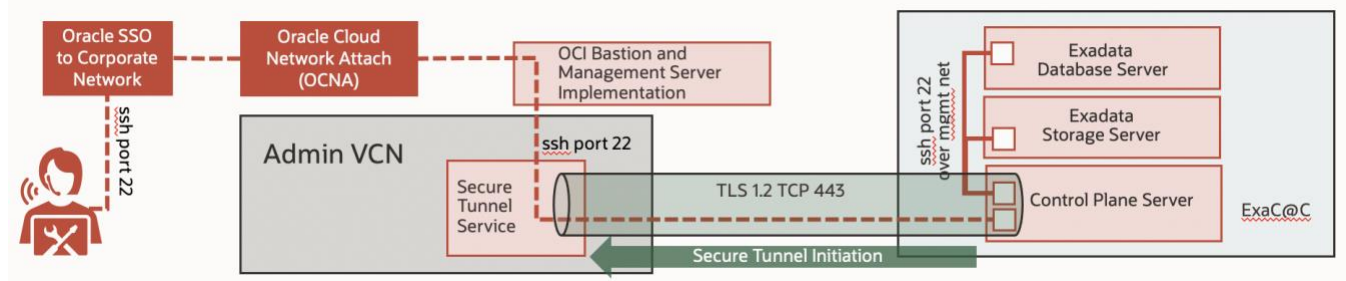 Oracle SSO
to Corporate
Network
Oracle Cloud
Network Attach
(OCNA)
OCI Bastion and
Management Server
Implementation
ssh port 22
Admin VCN
ssh port 22
Secure
Tunnel
Service
TLS 1.2 TCP 443
Secure Tunnel Initiation
ssh port 22
over mgmt net
Exadata
Database Server
Exadata
Storage Server
Control Plane Server
ExaC@C